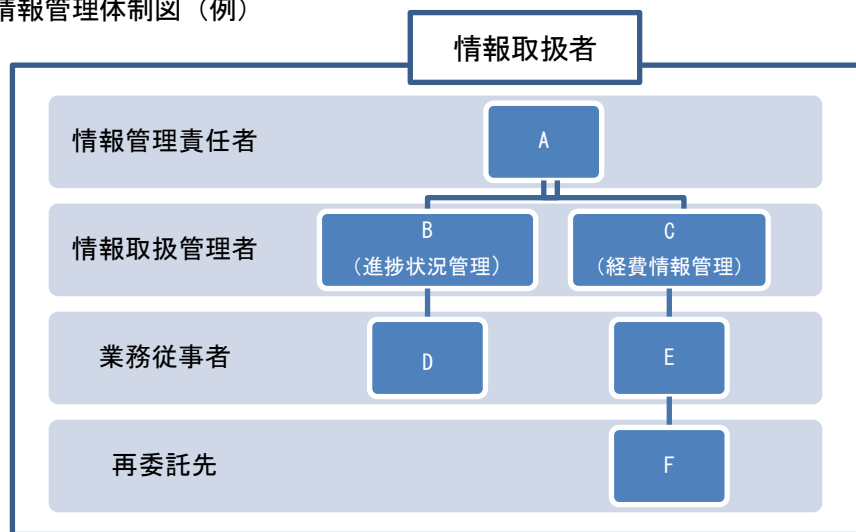 情報管理体制図（例）
情報取扱者
情報管理責任者
A
情報取扱管理者
B
（進捗状況管理）
C
（経費情報管理）
業務従事者
D
E
再委託先
F